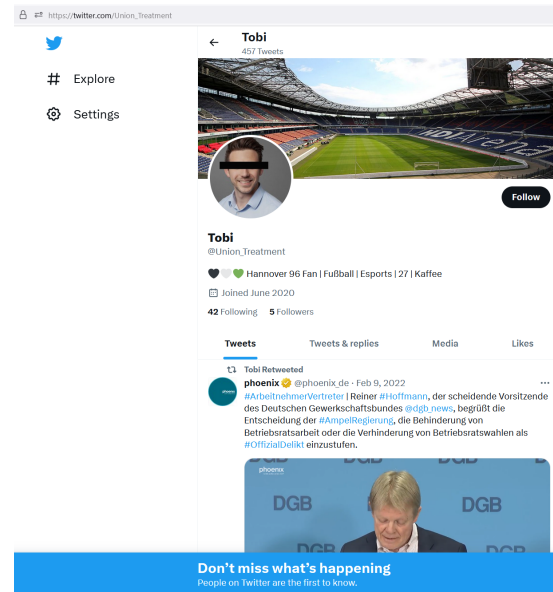 https://twitter.com/Union_Treatment
Tobi
457 Tweets
Explore
Settings
HDI Arena
Follow
Tobi
@Union_Treatment
Hannover 96 Fan | Fußball | Esports | 27 | Kaffee
Joined June 2020
42 Following 5 Followers
Tweets Tweets & replies Media Likes
Tobi Retweeted
phoenix @phoenix_de · Feb 9, 2022
#ArbeitnehmerVertreter | Reiner #Hoffmann, der scheidende Vorsitzende
des Deutschen Gewerkschaftsbundes @dgb_news, begrüßt die
Entscheidung der #AmpelRegierung, die Behinderung von
Betriebsratsarbeit oder die Verhinderung von Betriebsratswahlen als
#OffizialDelikt einzustufen.
phoenix
DGB DGB
DGB DGB
Don't miss what's happening
People on Twitter are the first to know.